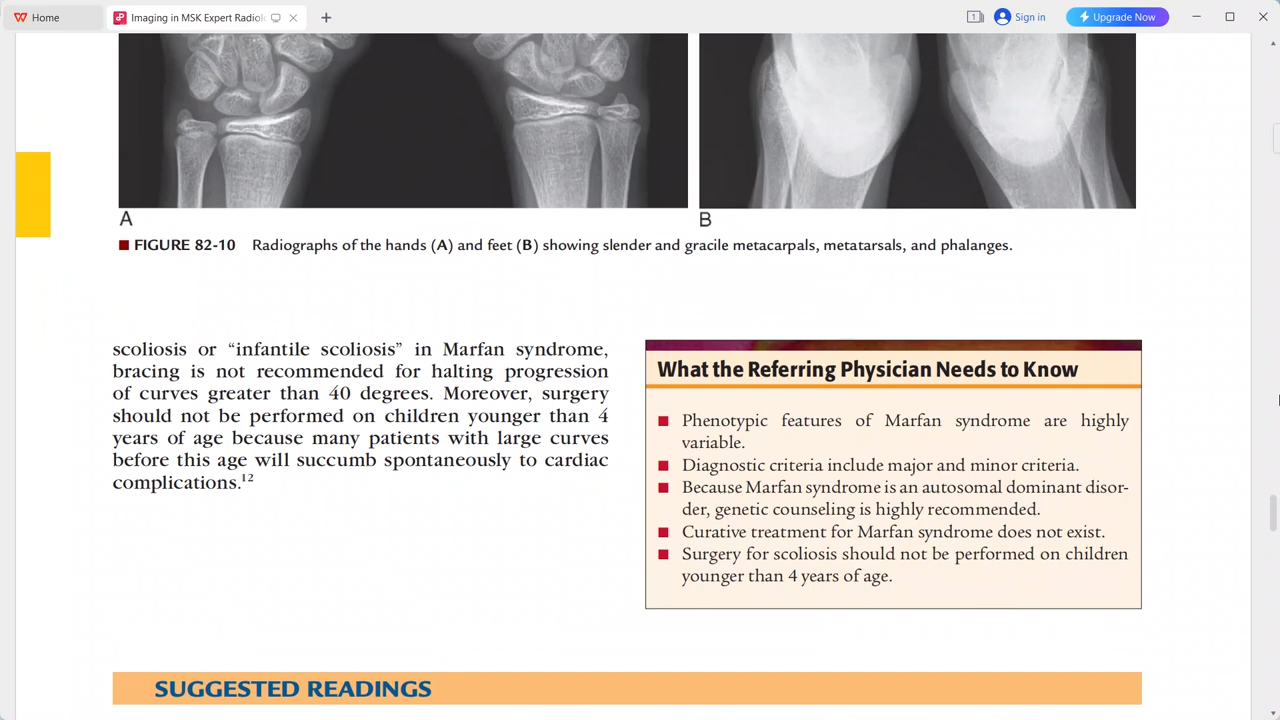 Home
Imaging in MSK Expert Radiol
1
Sign in
Upgrade Now
A
B
FIGURE 82-10 Radiographs of the hands (A) and feet (B) showing slender and gracile metacarpals, metatarsals, and phalanges.
scoliosis or “infantile scoliosis” in Marfan syndrome,
bracing is not recommended for halting progression
of curves greater than 40 degrees. Moreover, surgery
should not be performed on children younger than 4
years of age because many patients with large curves
before this age will succumb spontaneously to cardiac
complications.12
What the Referring Physician Needs to Know
Phenotypic features of Marfan syndrome are highly
variable.
Diagnostic criteria include major and minor criteria.
Because Marfan syndrome is an autosomal dominant disor-
der, genetic counseling is highly recommended.
Curative treatment for Marfan syndrome does not exist.
Surgery for scoliosis should not be performed on children
younger than 4 years of age.
SUGGESTED READINGS